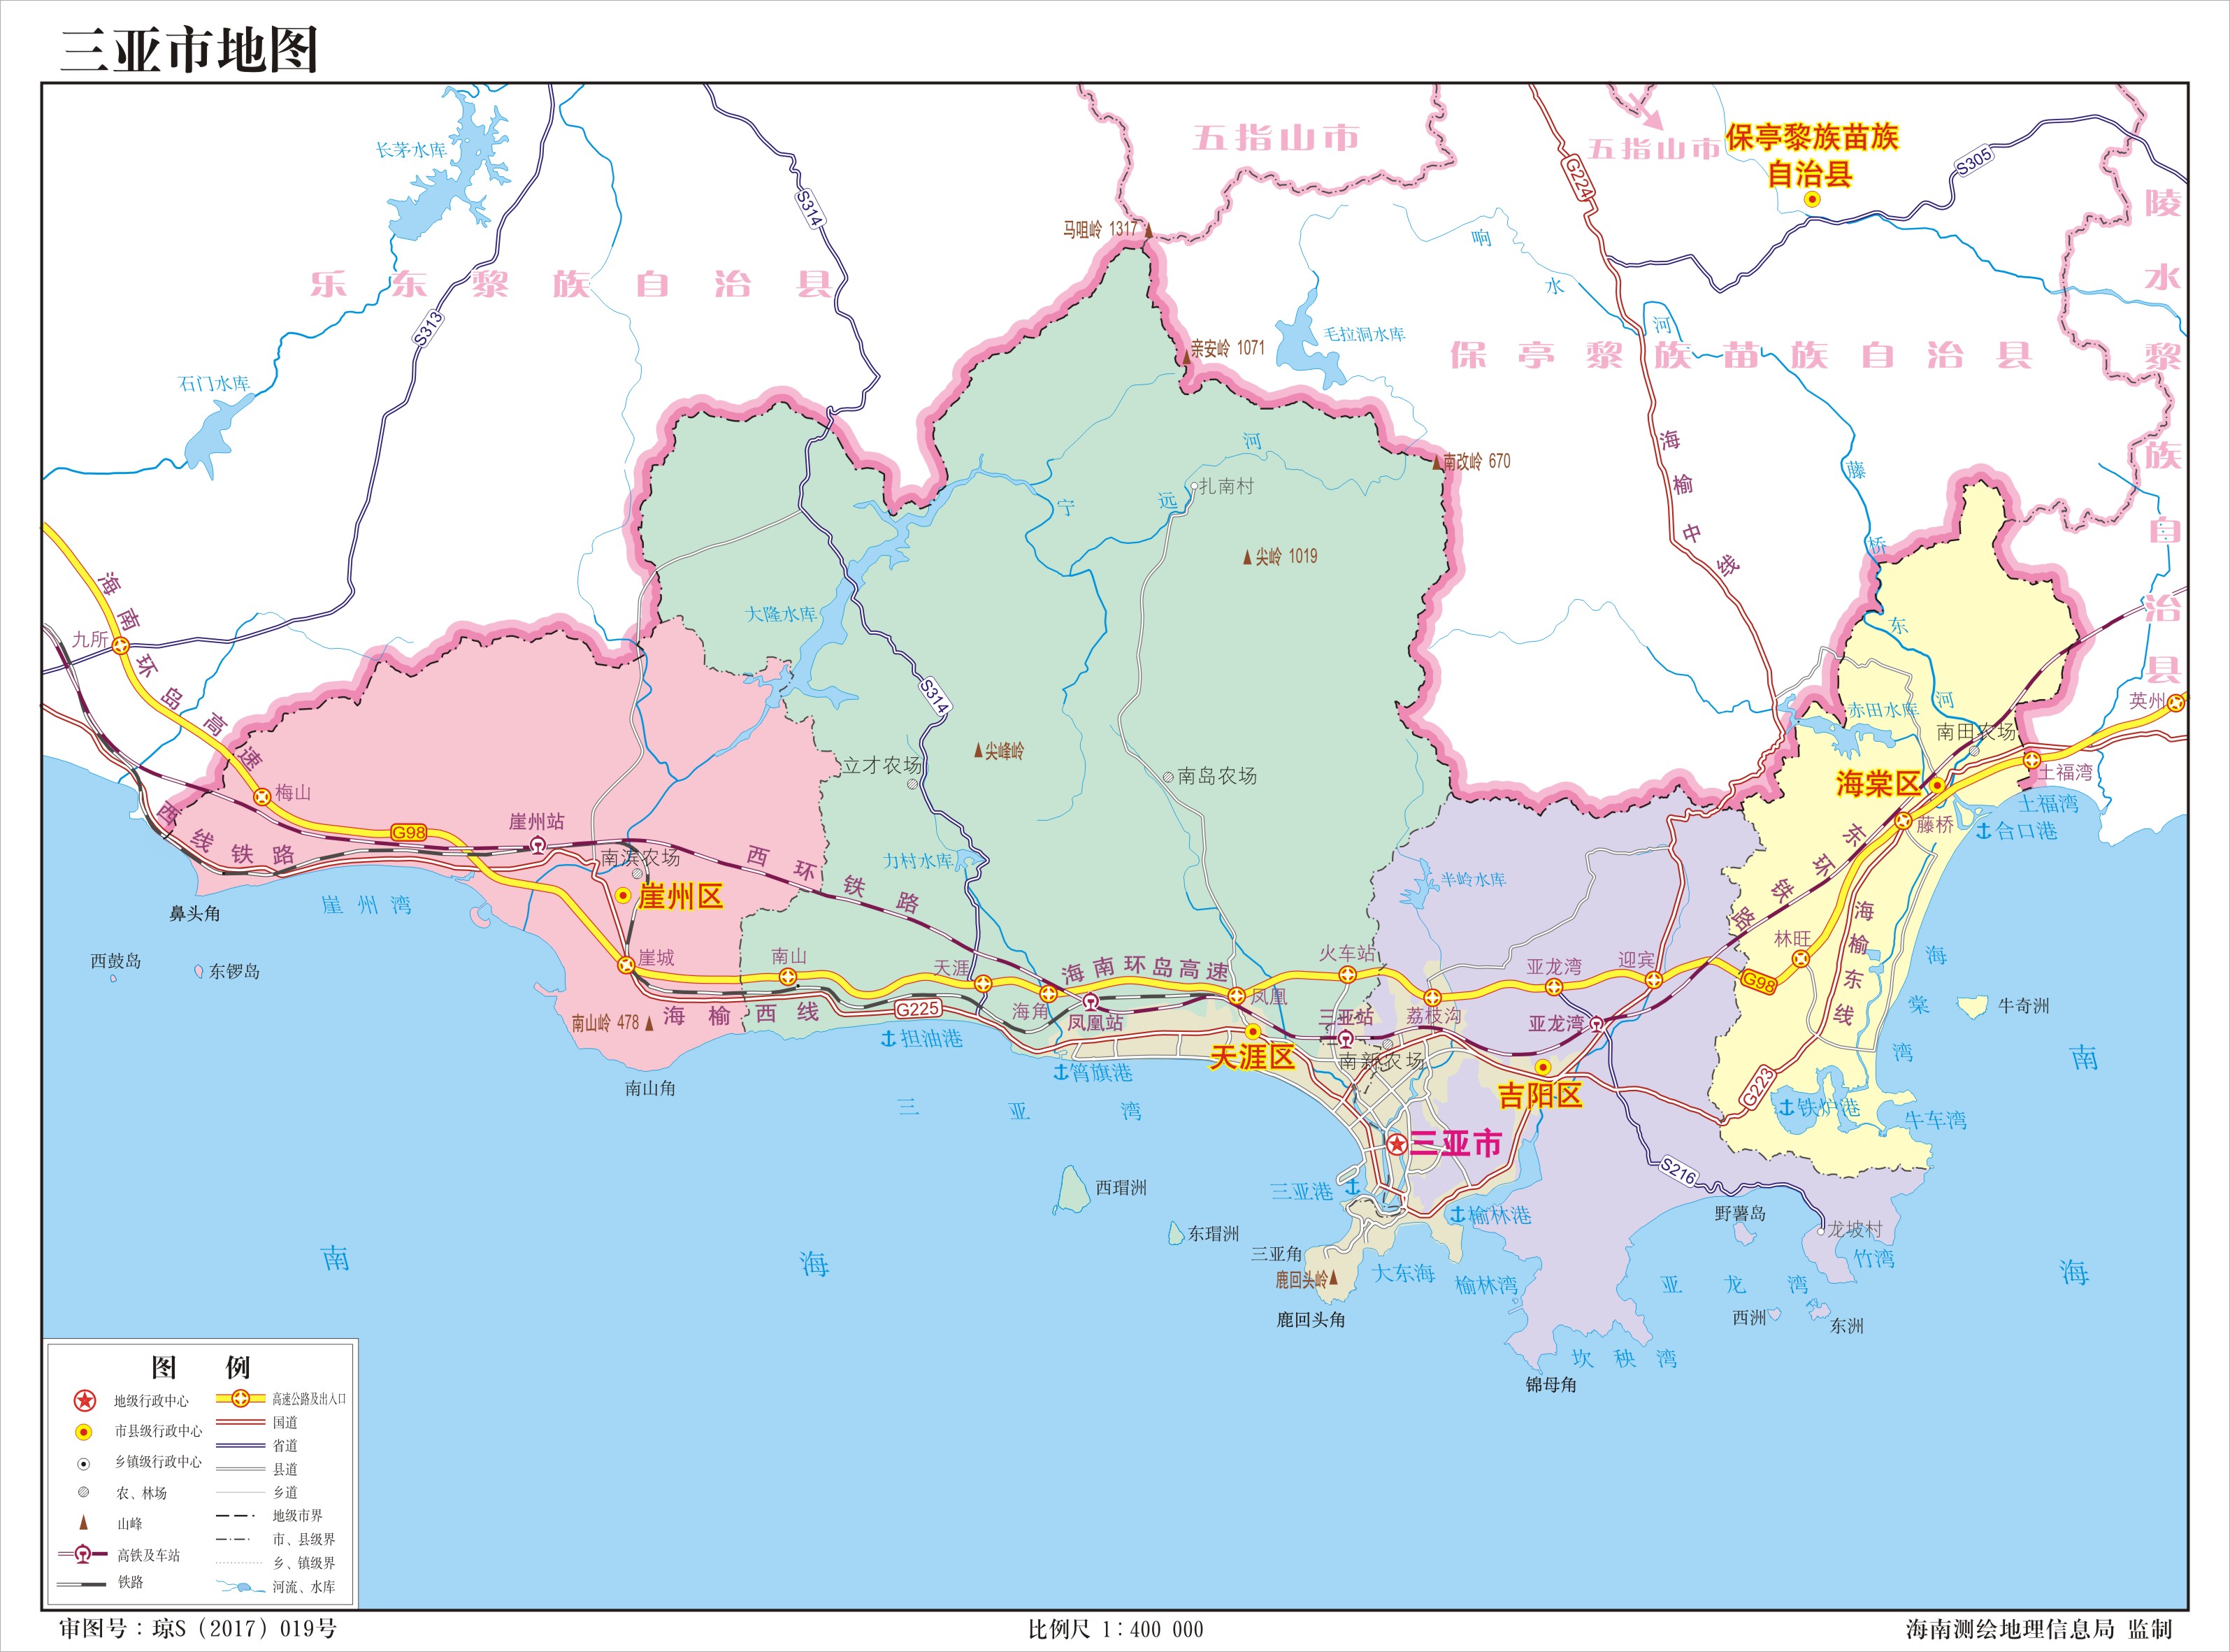 三亚市地图
长茅水库
五指山市
五指山市
保亭黎族苗族
自治县
S305
G224
S314
陵水黎族自治县
马咀岭 1317
响水河
乐东黎族自治县
S313
亲安岭 1071
毛拉洞水库
保亭黎族苗族自治县
石门水库
海榆中线
河
远
宁
扎南村
南改岭 670
藤桥
东
河
尖岭 1019
大隆水库
海南环岛高速
九所
S314
赤田水库
英州
南田农场
尖峰岭
立才农场
南岛农场
土福湾
海棠区
土福湾
梅山
G98
崖州站
藤桥
合口港
西线铁路
南滨农场
西环铁路
力村水库
半岭水库
东环铁路
崖州区
崖州湾
鼻头角
海榆东线
西鼓岛
东锣岛
崖城
南山
天涯
海南环岛高速
火车站
亚龙湾
迎宾
林旺
G98
海棠湾
牛奇洲
海角
凤凰
G225
凤凰站
三亚站
荔枝沟
亚龙湾
南山岭 478
海榆西线
担油港
天涯区
南新农场
筲旗港
吉阳区
G223
南山角
三亚湾
铁炉港
牛车湾
三亚市
S216
西瑁洲
三亚港
榆林港
野薯岛
东瑁洲
龙坡村
三亚角
竹湾
鹿回头岭
大东海
榆林湾
亚龙湾
鹿回头角
西洲
东洲
坎秧湾
锦母角
南海
南海
图例
地级行政中心
高速公路及出入口
市县级行政中心
国道
省道
乡镇级行政中心
县道
农、林场
乡道
山峰
地级市界
市、县级界
高铁及车站
乡、镇级界
铁路
河流、水库
审图号：琼S（2017）019号
比例尺 1：400 000
海南测绘地理信息局 监制